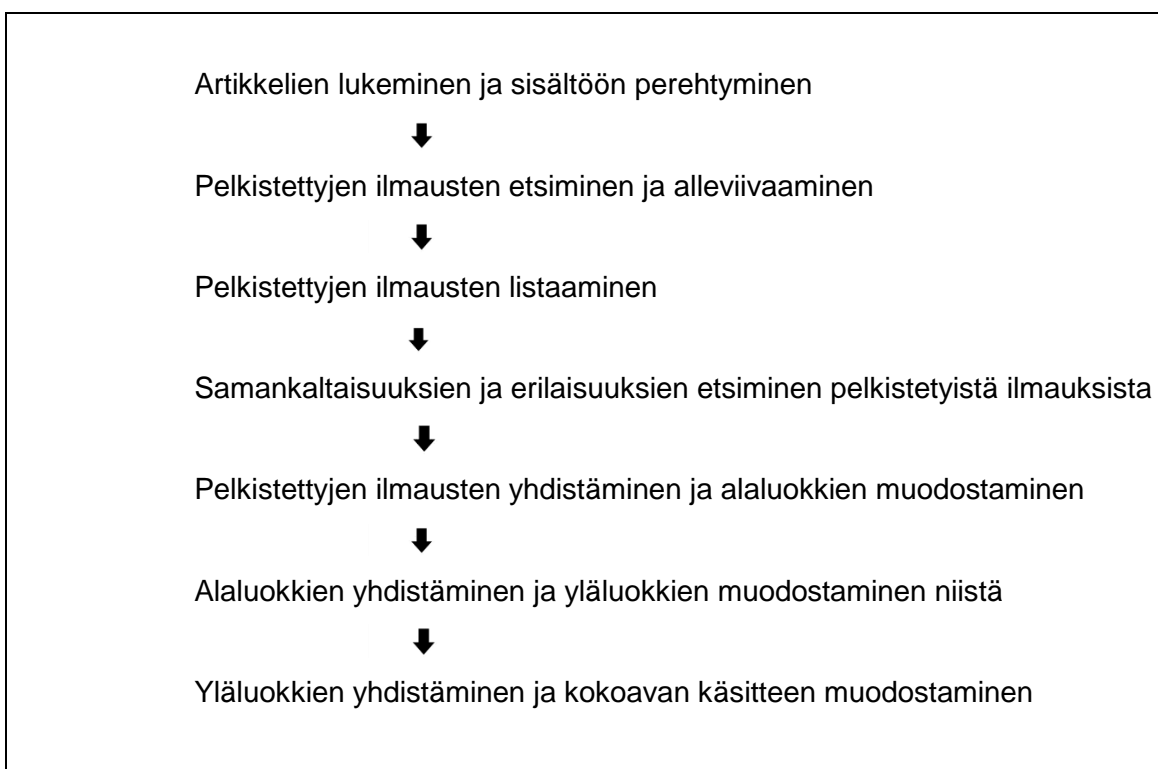 Artikkelien lukeminen ja sisältöön perehtyminen
Pelkistettyjen ilmausten etsiminen ja alleviivaaminen
Pelkistettyjen ilmausten listaaminen
Samankaltaisuuksien ja erilaisuuksien etsiminen pelkistetyistä ilmauksista
Pelkistettyjen ilmausten yhdistäminen ja alaluokkien muodostaminen
Alaluokkien yhdistäminen ja yläluokkien muodostaminen niistä
Yläluokkien yhdistäminen ja kokoavan käsitteen muodostaminen